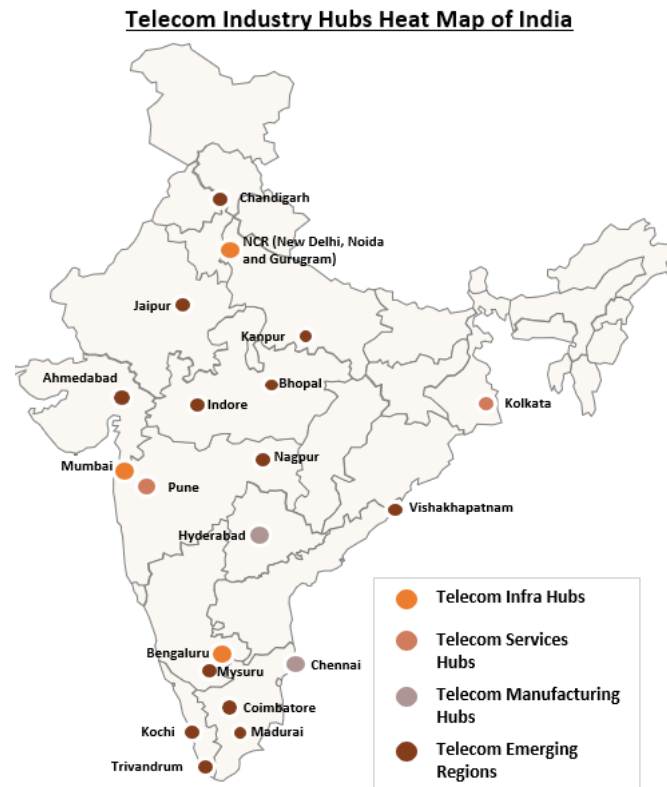 Telecom Industry Hubs Heat Map of India
Chandigarh
NCR (New Delhi, Noida
and Gurugram)
Jaipur
Kanpur
Ahmedabad
Bhopal
Indore
Kolkata
Nagpur
Mumbai
Pune
Vishakhapatnam
Hyderabad
Telecom Infra Hubs
Telecom Services
Hubs
Bengaluru
Chennai
Mysuru
Telecom Manufacturing
Hubs
Coimbatore
Kochi
Madurai
Telecom Emerging
Regions
Trivandrum